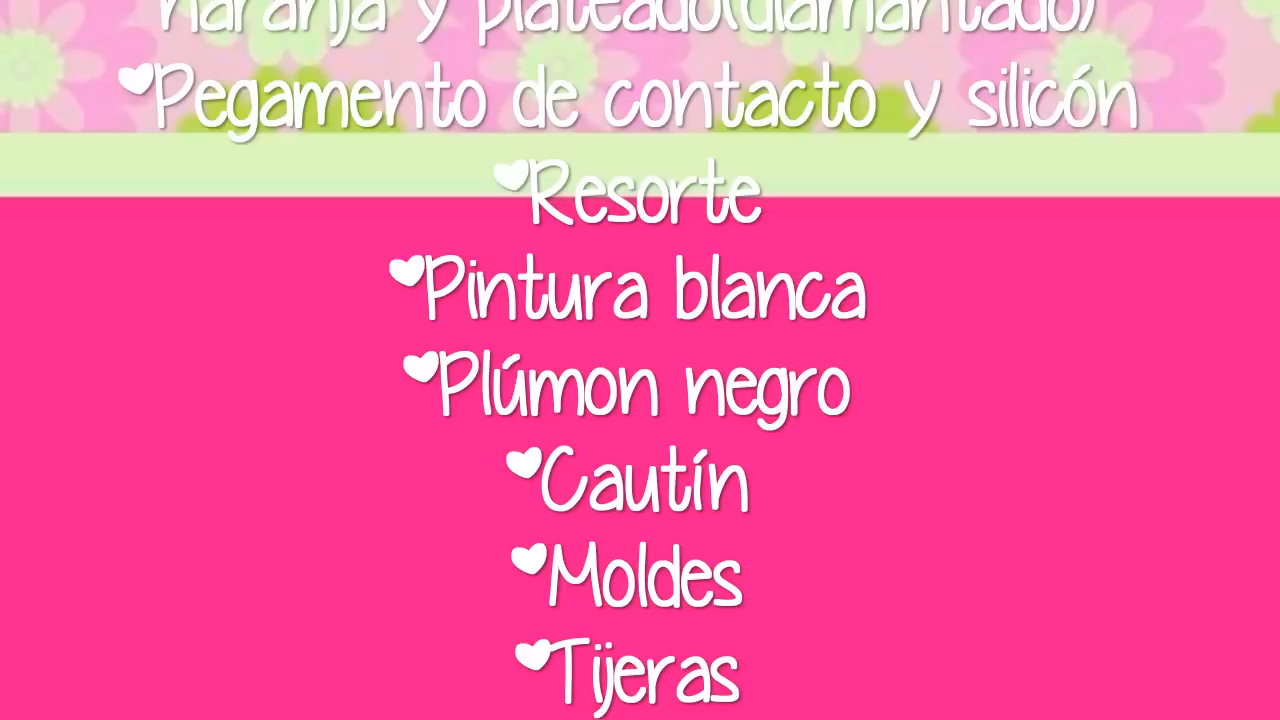 naranja y plateado(diamantado)
Pegamento de contacto y silicón
Resorte
Pintura blanca
Plúmon negro
Cautín
Moldes
Tijeras